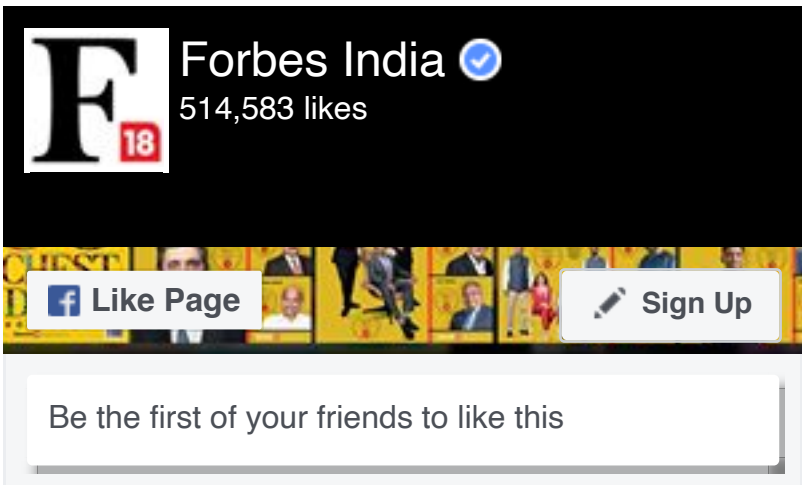 F
18
Forbes India
514,583 likes
CHEST
Like Page
Sign Up
Be the first of your friends to like this